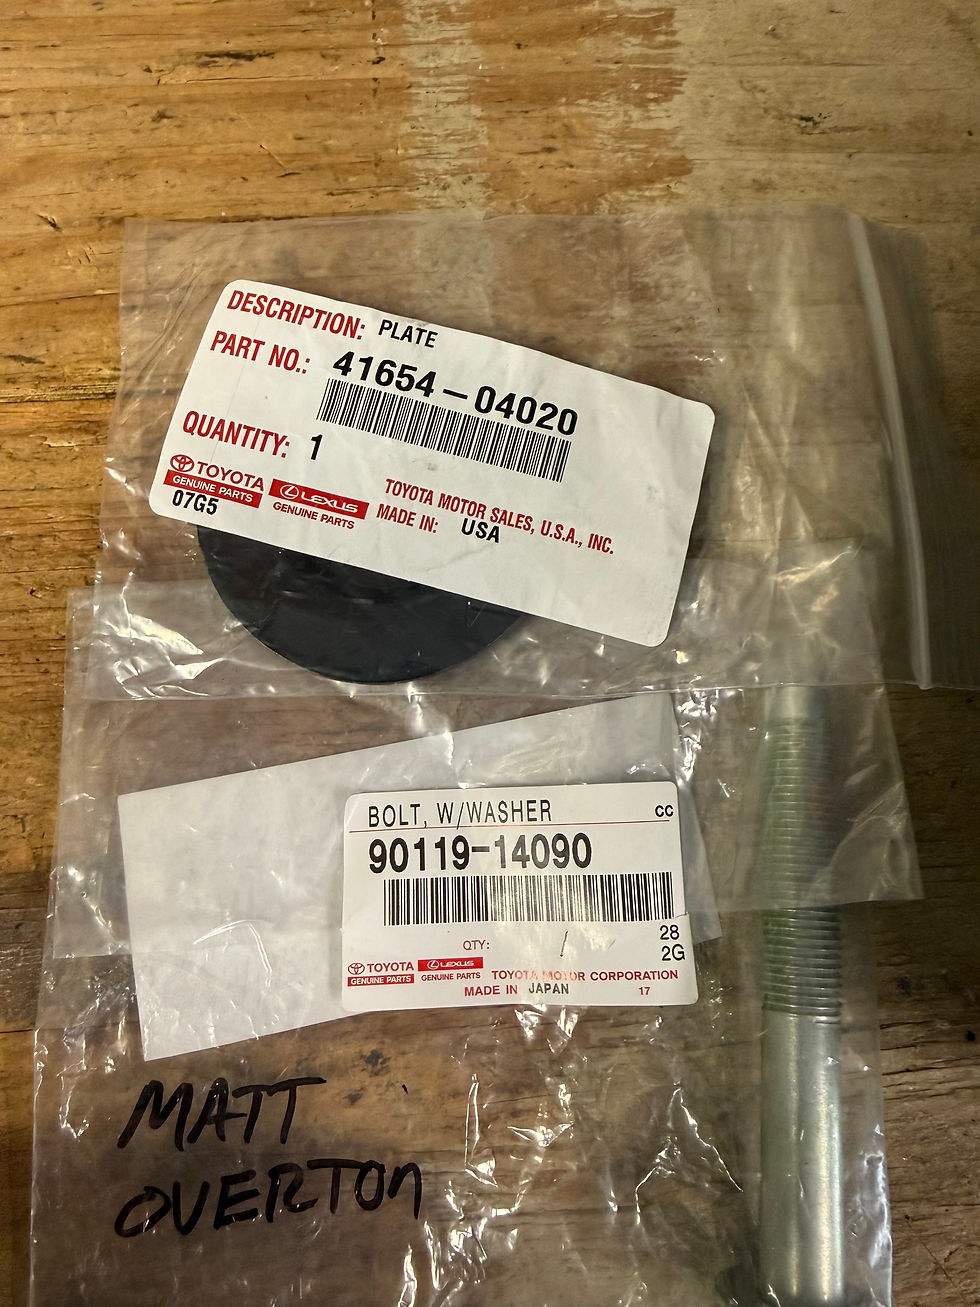 DESCRIPTION: PLATE
PART NO.: 41654-04020
QUANTITY: 1
TOYOTA
GENUINE PARTS
LEXUS
GENUINE PARTS
TOYOTA MOTOR SALES, U.S.A., INC.
MADE IN: USA
07G5
BOLT, W/WASHER CC
90119-14090
QTY: / 28
2G
TOYOTA
GENUINE PARTS
LEXUS
GENUINE PARTS
TOYOTA MOTOR CORPORATION
MADE IN JAPAN 17
MATT
OVERTON